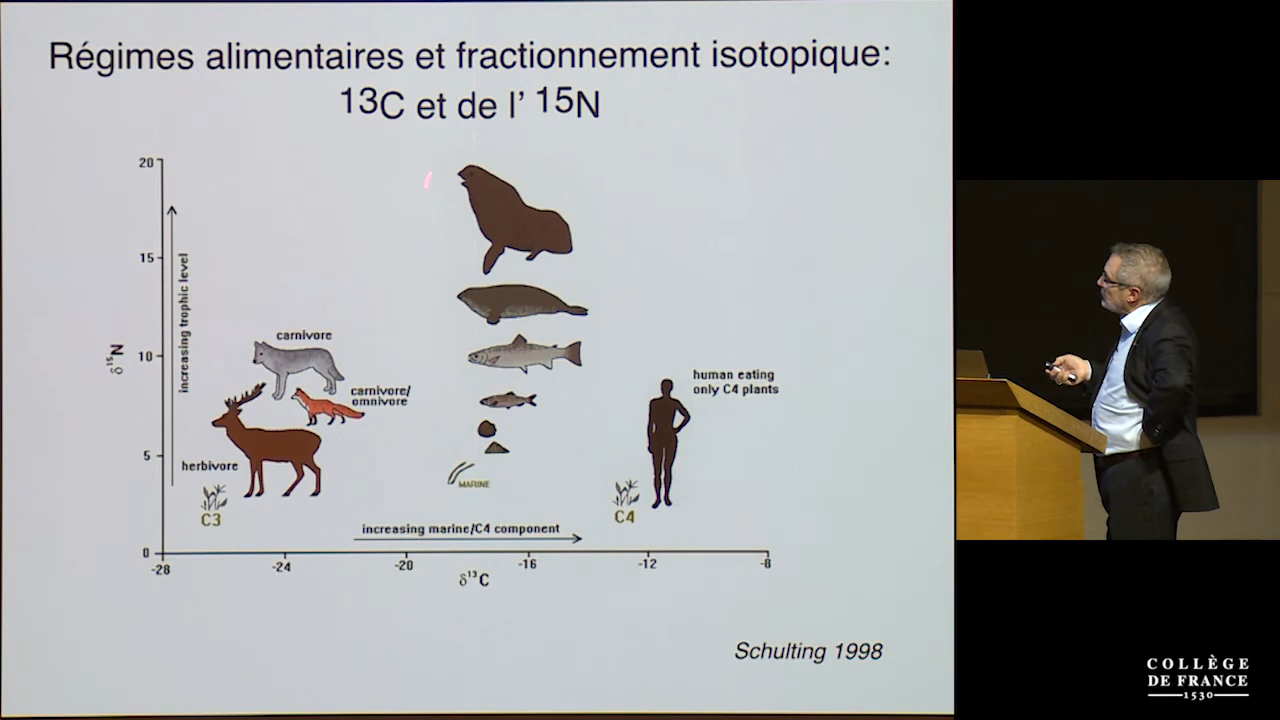 Régimes alimentaires et fractionnement isotopique:
13C et de l' 15N
20
15
10
5
0
δ¹⁵N
increasing trophic level
carnivore
carnivore/
omnivore
herbivore
C3
MARINE
human eating
only C4 plants
C4
increasing marine/C4 component
-28
-24
-20
-16
-12
-8
δ¹³C
Schulting 1998
COLLÈGE
DE FRANCE
1530